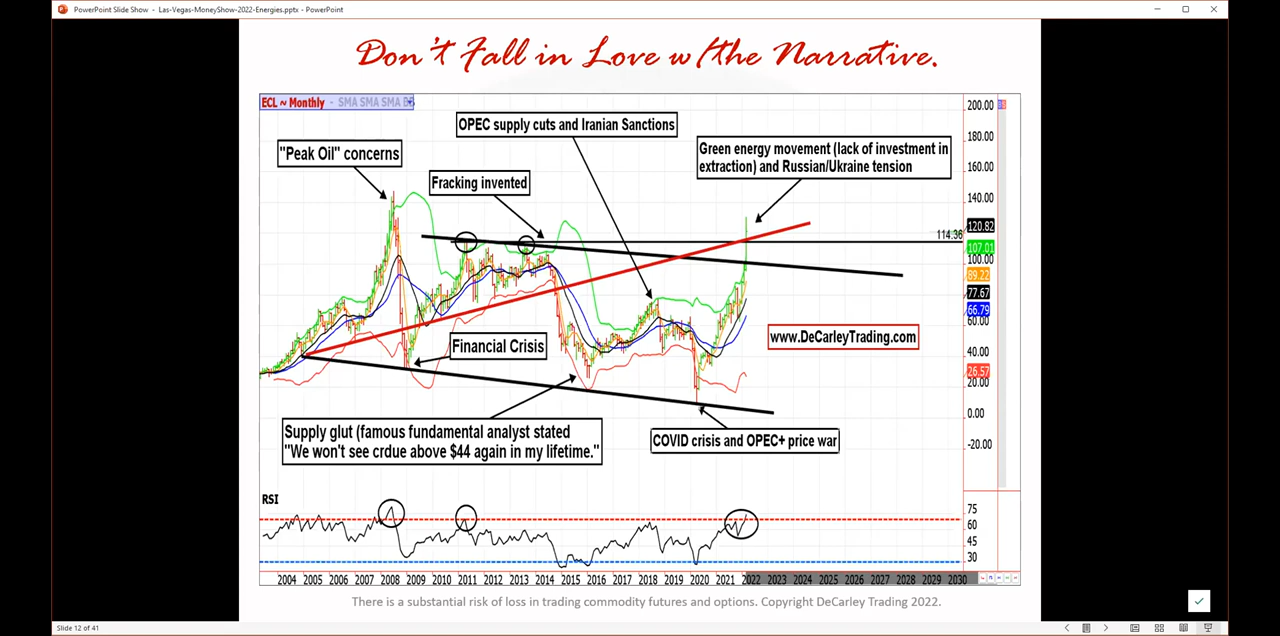 PowerPoint Slide Show - Las-Vegas-MoneyShow-2022-Energies.pptx - PowerPoint
Don't Fall in Love w/the Narrative.
ECL ~ Monthly - SMA SMA SMA BB
"Peak Oil" concerns
OPEC supply cuts and Iranian Sanctions
Fracking invented
Green energy movement (lack of investment in
extraction) and Russian/Ukraine tension
200.00
180.00
160.00
140.00
120.82
114.36
107.01
100.00
89.22
77.67
66.79
60.00
40.00
26.57
20.00
0.00
-20.00
www.DeCarleyTrading.com
Financial Crisis
Supply glut (famous fundamental analyst stated
"We won't see crdue above $44 again in my lifetime."
COVID crisis and OPEC+ price war
RSI
75
60
45
30
2004 2005 2006 2007 2008 2009 2010 2011 2012 2013 2014 2015 2016 2017 2018 2019 2020 2021 2022 2023 2024 2025 2026 2027 2028 2029 2030
There is a substantial risk of loss in trading commodity futures and options. Copyright DeCarley Trading 2022.
Slide 12 of 41